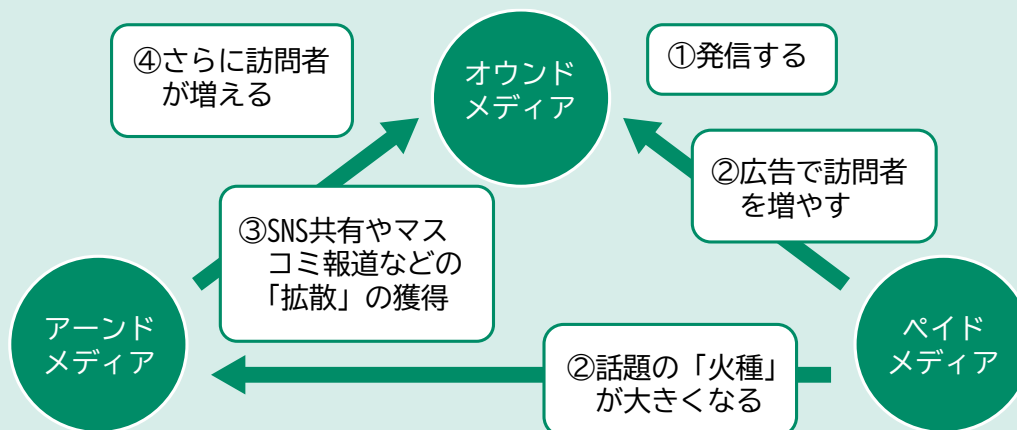 ④さらに訪問者
が増える
オウンド
メディア
①発信する
②広告で訪問者
を増やす
③SNS共有やマス
コミ報道などの
「拡散」の獲得
アーンド
メディア
②話題の「火種」
が大きくなる
ペイド
メディア